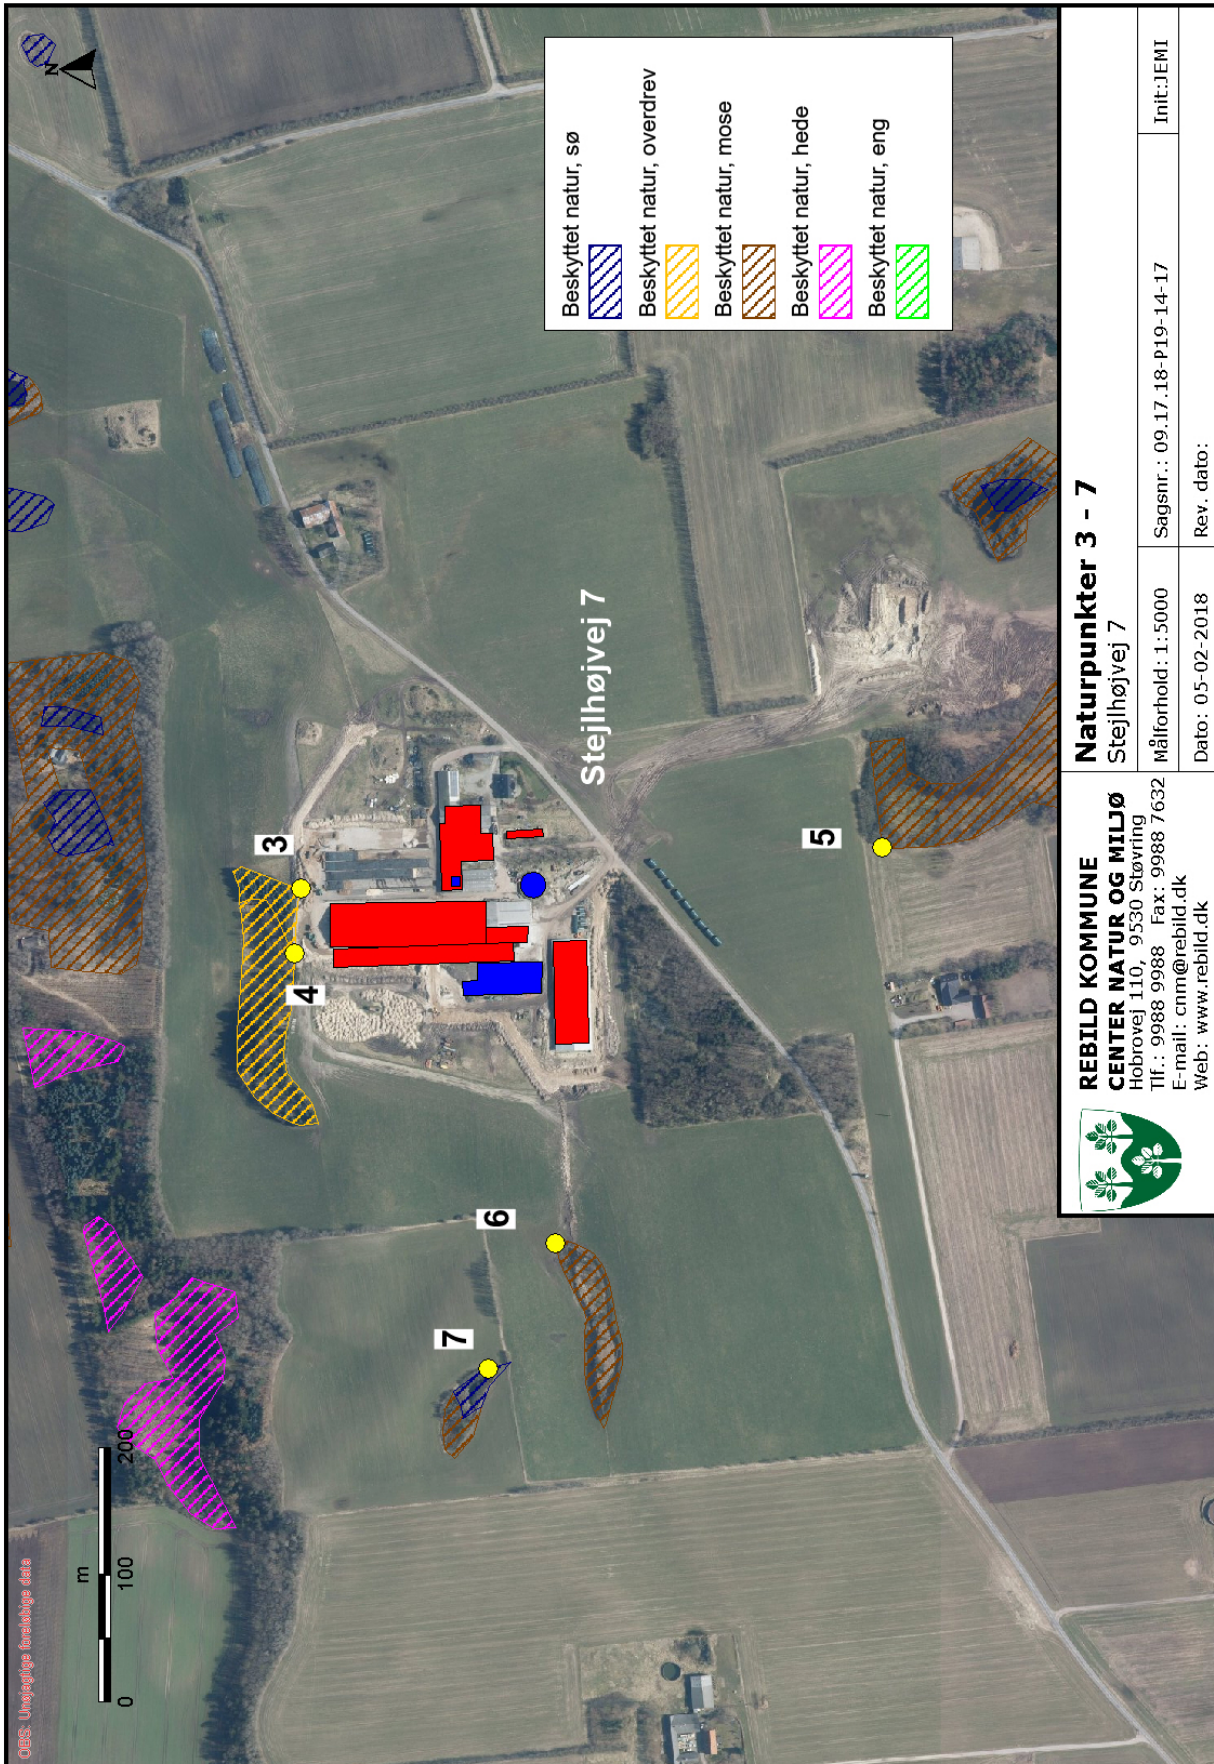 OBS: Unøjagtige foreløbige data
m
0 100 200
N
3
4
5
6
7
Stejlhøjvej 7
Beskyttet natur, sø
Beskyttet natur, overdrev
Beskyttet natur, mose
Beskyttet natur, hede
Beskyttet natur, eng
REBILD KOMMUNE
CENTER NATUR OG MILJØ
Hobrovej 110, 9530 Støvring
Tlf.: 9988 9988 Fax: 9988 7632
E-mail: cnm@rebild.dk
Web: www.rebild.dk
Naturpunkter 3 - 7
Stejlhøjvej 7
Målforhold: 1:5000
Sagsnr.: 09.17.18-P19-14-17
Init:JEMI
Dato: 05-02-2018
Rev. dato: